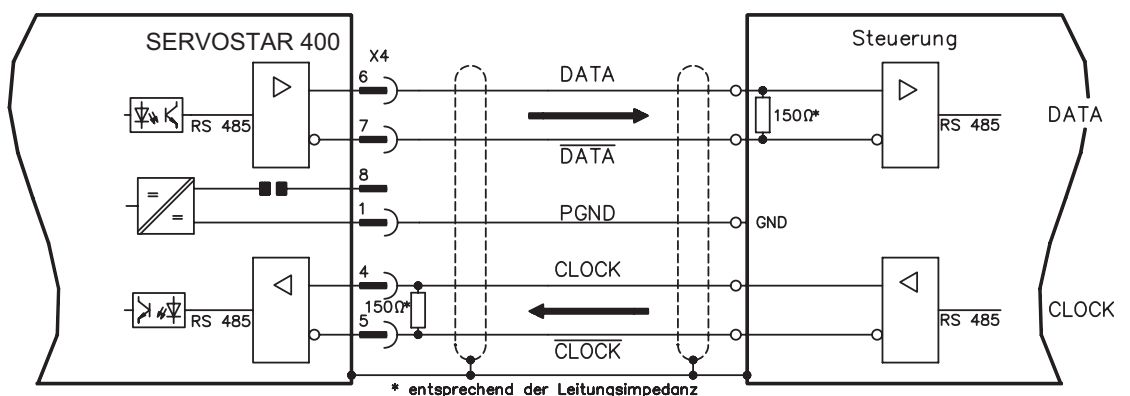 SERVOSTAR 400
X4
Steuerung
6
DATA
150Ω*
DATA
RS 485
RS 485
7
DATA
8
=
=
1
PGND
GND
4
CLOCK
150Ω*
RS 485
RS 485
CLOCK
5
CLOCK
* entsprechend der Leitungsimpedanz